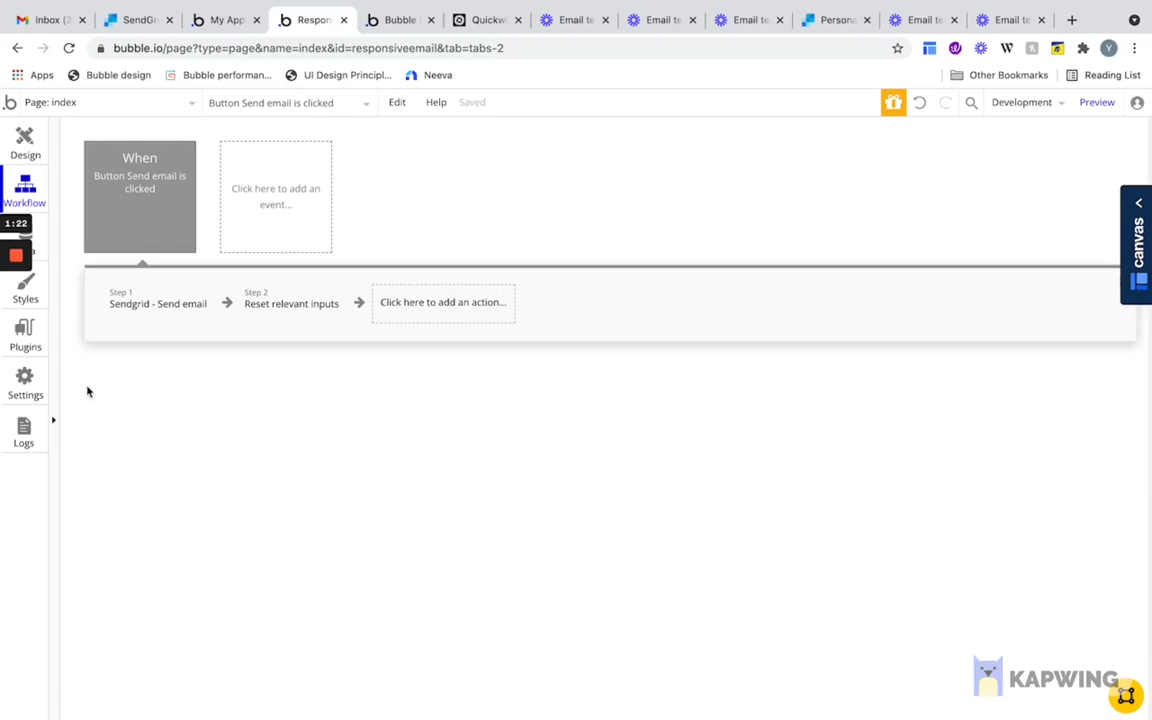 Inbox (3
SendGr
My App
Respon
Bubble
Quickwi
Email te
Email te
Email te
Persona
Email te
Email te
bubble.io/page?type=page&name=index&id=responsiveemail&tab=tabs-2
Apps
Bubble design
Bubble performan...
UI Design Principl...
Neeva
Other Bookmarks
Reading List
Page: index
Button Send email is clicked
Edit
Help
Saved
Development
Preview
Design
Workflow
1:22
Styles
Plugins
Settings
Logs
When
Button Send email is
clicked
Click here to add an
event...
Step 1
Sendgrid - Send email
Step 2
Reset relevant inputs
Click here to add an action...
canvas
KAPWING